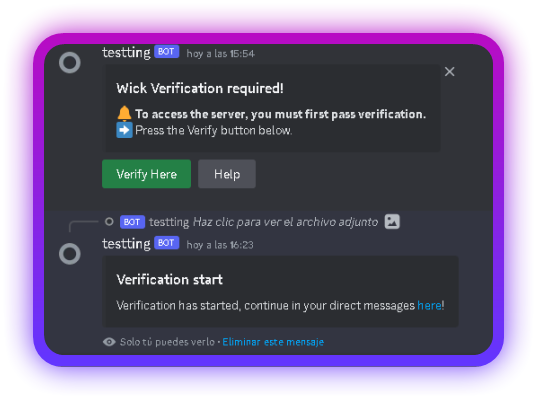 testting BOT hoy a las 15:54
Wick Verification required!
🔔 To access the server, you must first pass verification.
➡️ Press the Verify button below.
Verify Here Help
BOT testting Haz clic para ver el archivo adjunto
testting BOT hoy a las 16:23
Verification start
Verification has started, continue in your direct messages here!
Solo tú puedes verlo • Eliminar este mensaje